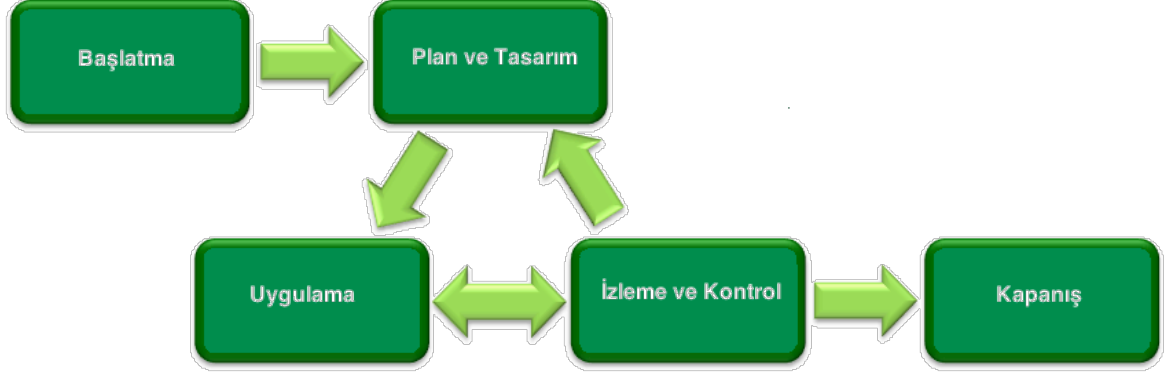 Başlatma
Plan ve Tasarım
Uygulama
İzleme ve Kontrol
Kapanış